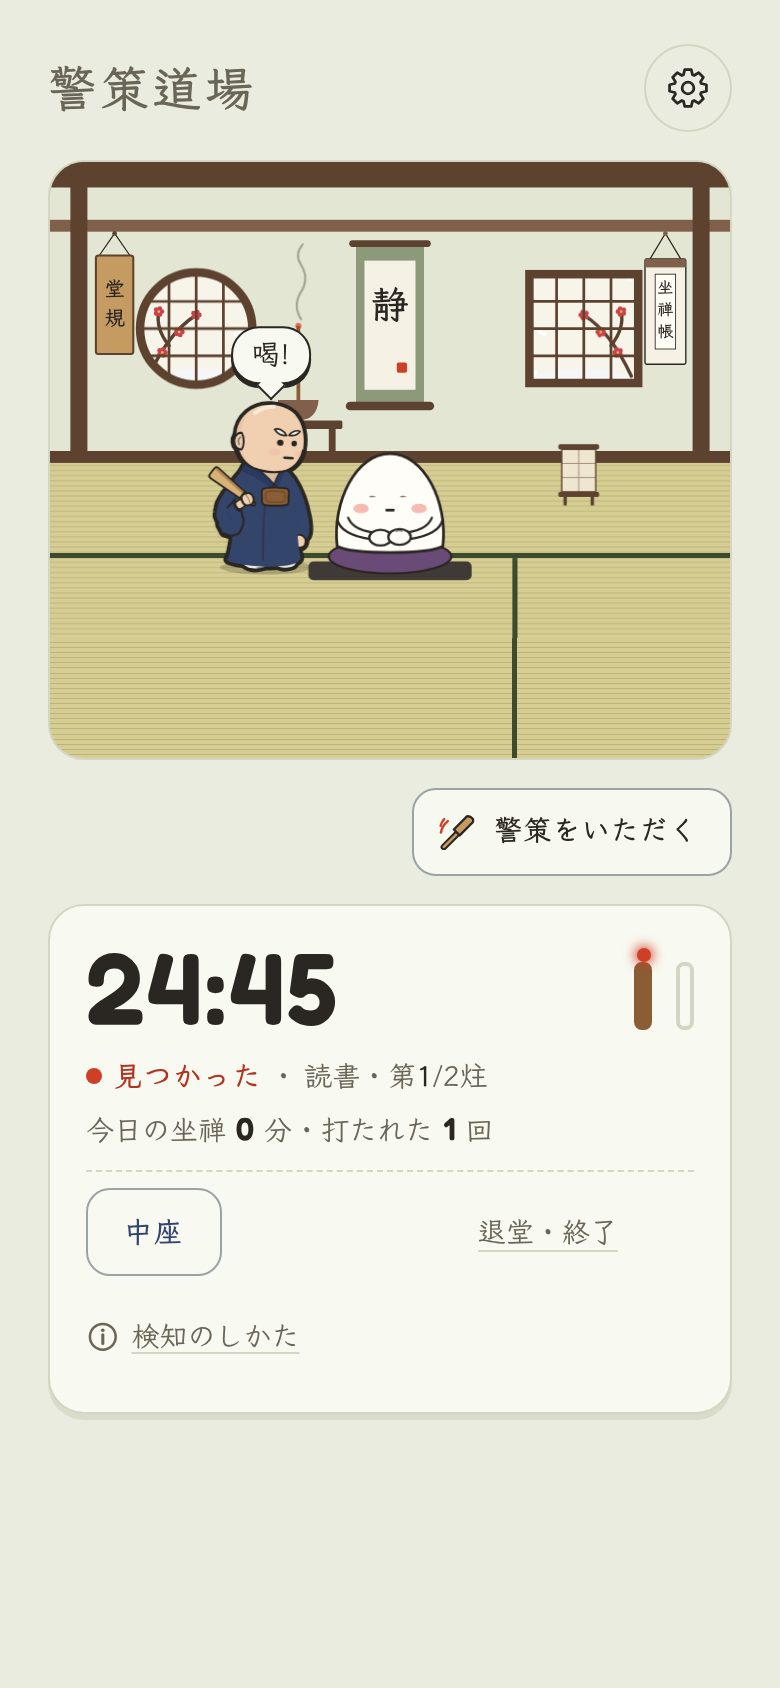 警策道場
堂規
静
坐禅帳
喝!
警策をいただく
24:45
見つかった ・ 読書・第1/2炷
今日の坐禅 0 分・打たれた 1 回
中座
退堂・終了
検知のしかた